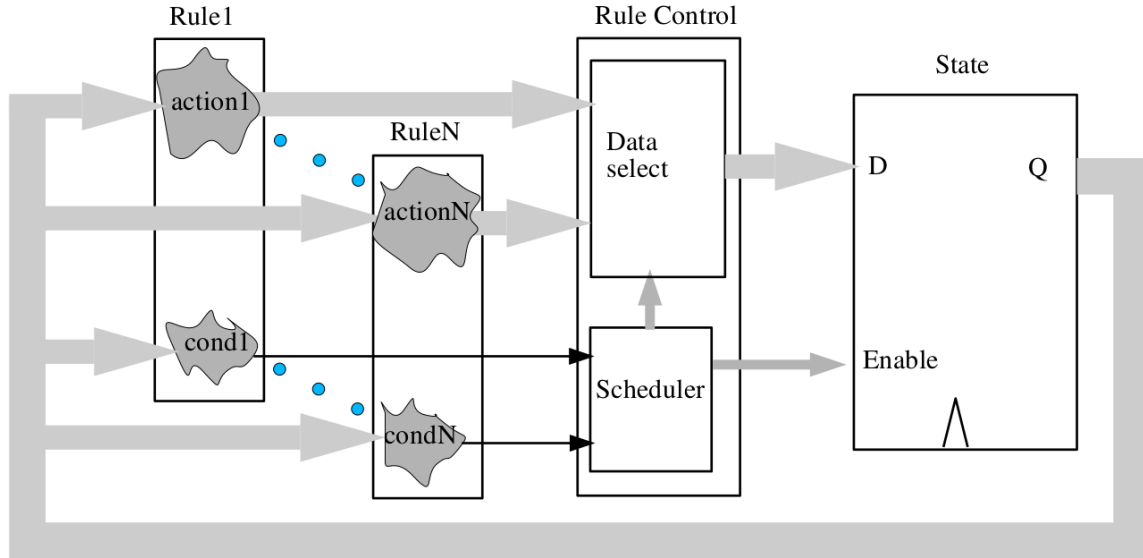 Rule1
Rule Control
State
action1
RuleN
Data
select
D
Q
actionN
cond1
Enable
Scheduler
condN